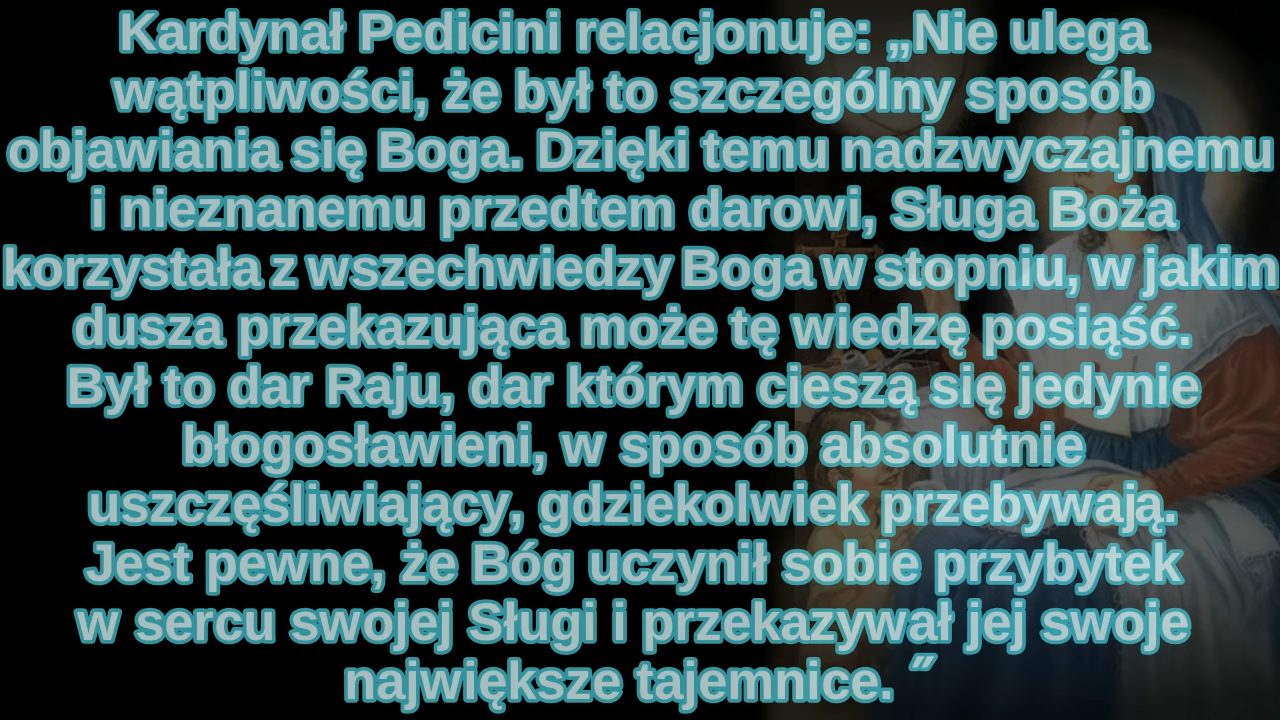 Kardynał Pedicini relacjonuje: „Nie ulega
wątpliwości, że był to szczególny sposób
objawiania się Boga. Dzięki temu nadzwyczajnemu
i nieznanemu przedtem darowi, Sługa Boża
korzystała z wszechwiedzy Boga w stopniu, w jakim
dusza przekazująca może tę wiedzę posiąść.
Był to dar Raju, dar którym cieszą się jedynie
błogosławieni, w sposób absolutnie
uszczęśliwiający, gdziekolwiek przebywają.
Jest pewne, że Bóg uczynił sobie przybytek
w sercu swojej Sługi i przekazywał jej swoje
największe tajemnice. ˝